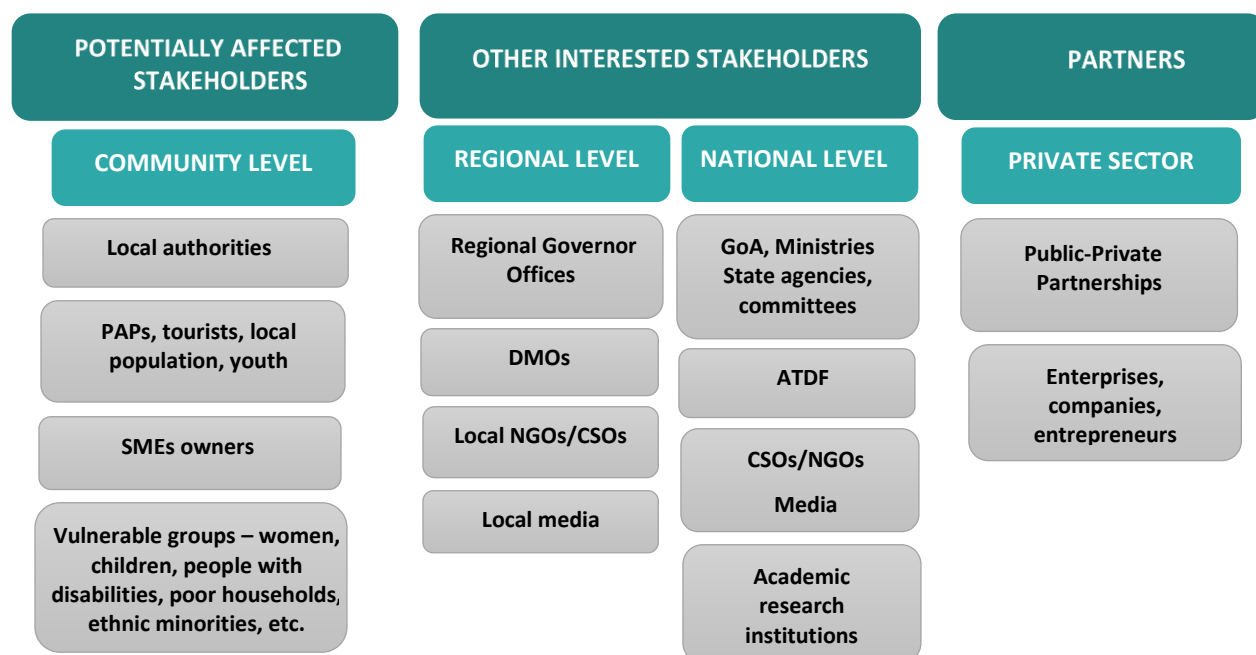 POTENTIALLY AFFECTED
STAKEHOLDERS
OTHER INTERESTED STAKEHOLDERS
PARTNERS
COMMUNITY LEVEL
REGIONAL LEVEL
NATIONAL LEVEL
PRIVATE SECTOR
Local authorities
PAPs, tourists, local
population, youth
SMEs owners
Vulnerable groups – women,
children, people with
disabilities, poor households,
ethnic minorities, etc.
Regional Governor
Offices
DMOs
Local NGOs/CSOs
Local media
GoA, Ministries
State agencies,
committees
ATDF
CSOs/NGOs
Media
Academic
research
institutions
Public-Private
Partnerships
Enterprises,
companies,
entrepreneurs